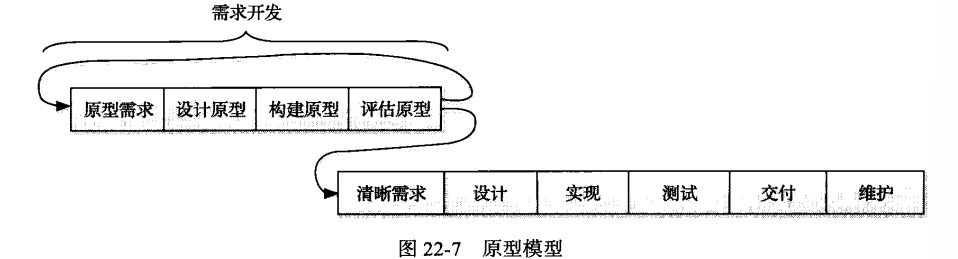 需求开发
原型需求 设计原型 构建原型 评估原型
清晰需求 设计 实现 测试 交付 维护
图 22-7 原型模型